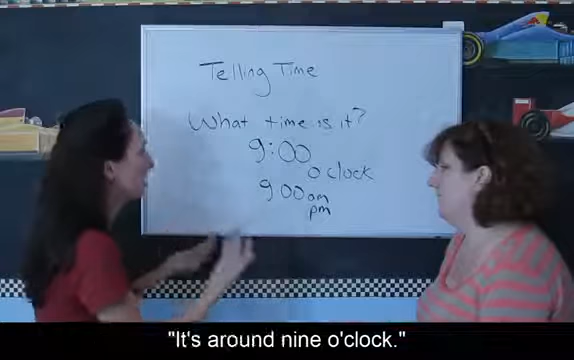 Telling Time
What time is it?
9:00
o'clock
9 00 am
pm
"It's around nine o'clock."